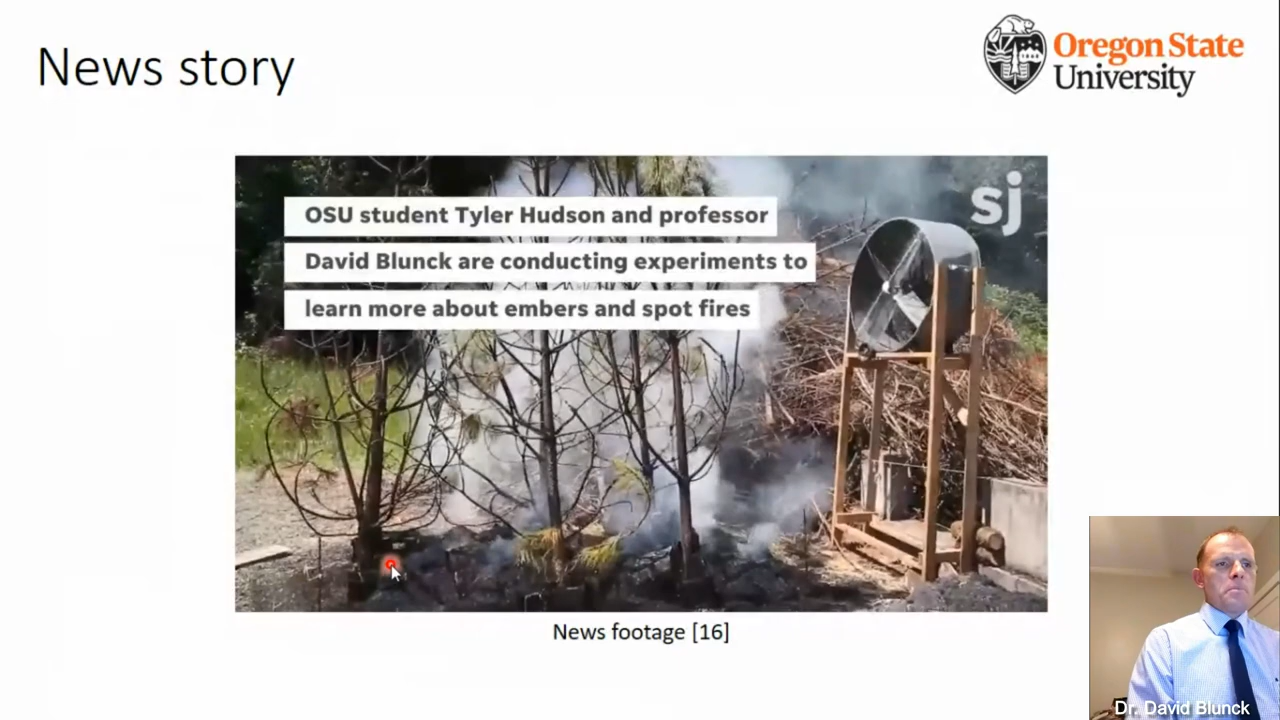 News story
Oregon State
University
sj
OSU student Tyler Hudson and professor
David Blunck are conducting experiments to
learn more about embers and spot fires
News footage [16]
Dr. David Blunck